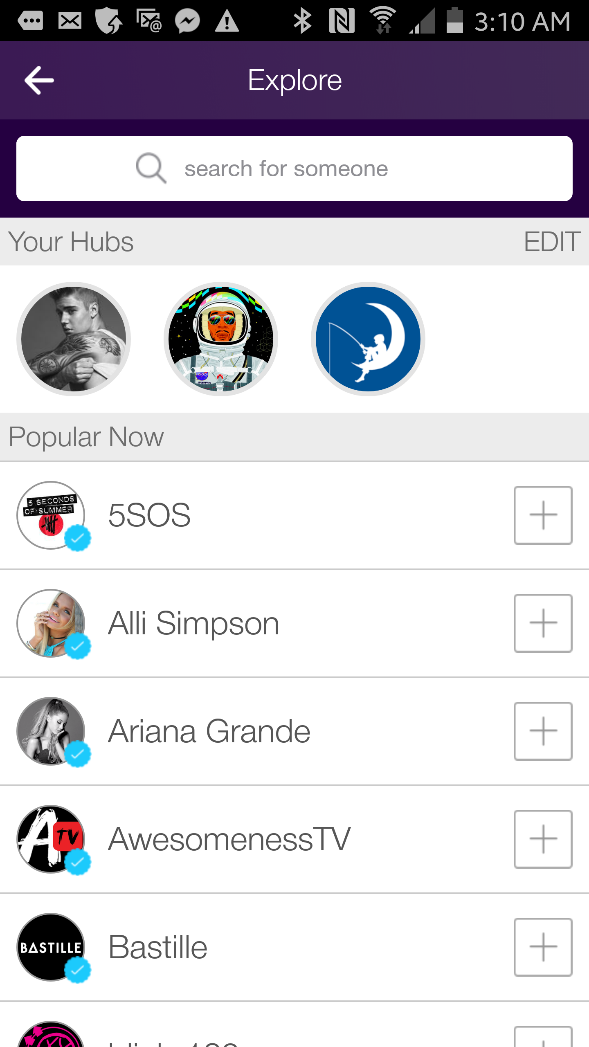 3:10 AM
Explore
search for someone
Your Hubs
EDIT
Popular Now
5 SECONDS
OF SUMMER
5SOS
Alli Simpson
Ariana Grande
A TV
AwesomenessTV
BASTILLE
Bastille